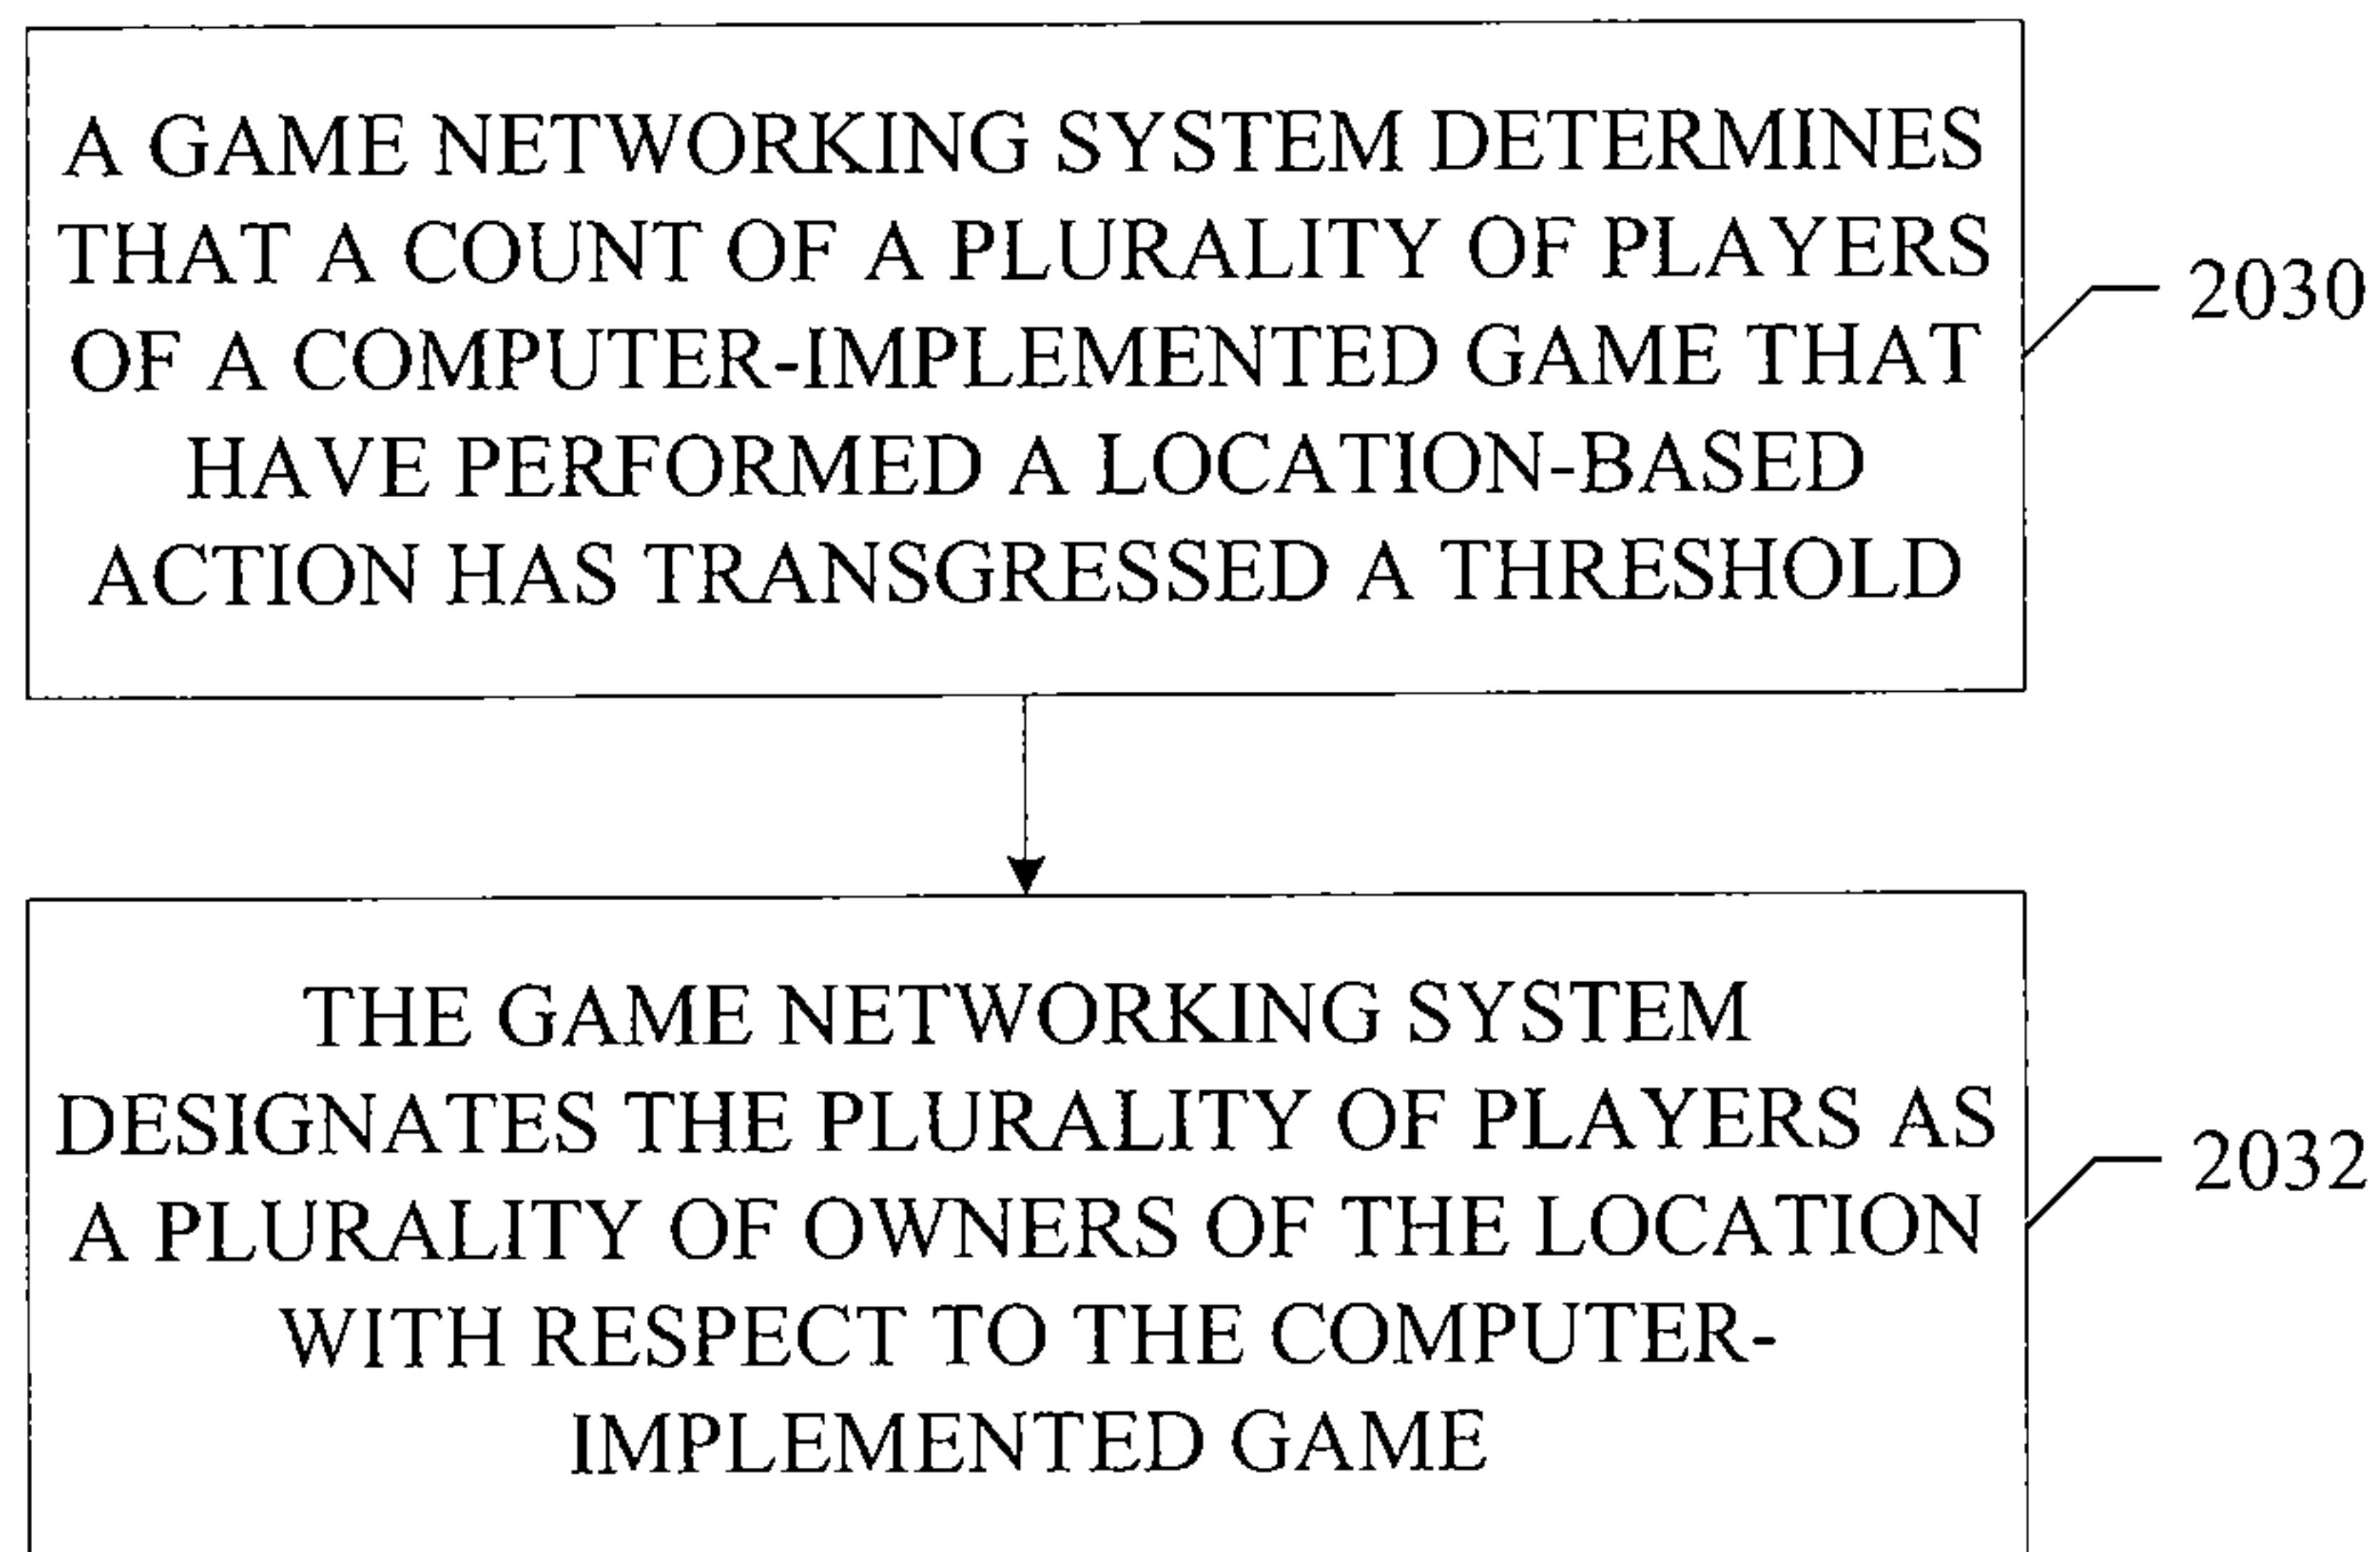 A GAME NETWORKING SYSTEM DETERMINES
THAT A COUNT OF A PLURALITY OF PLAYERS
OF A COMPUTER-IMPLEMENTED GAME THAT
HAVE PERFORMED A LOCATION-BASED
ACTION HAS TRANSGRESSED A THRESHOLD
2030
THE GAME NETWORKING SYSTEM
DESIGNATES THE PLURALITY OF PLAYERS AS
A PLURALITY OF OWNERS OF THE LOCATION
WITH RESPECT TO THE COMPUTER-
IMPLEMENTED GAME
2032